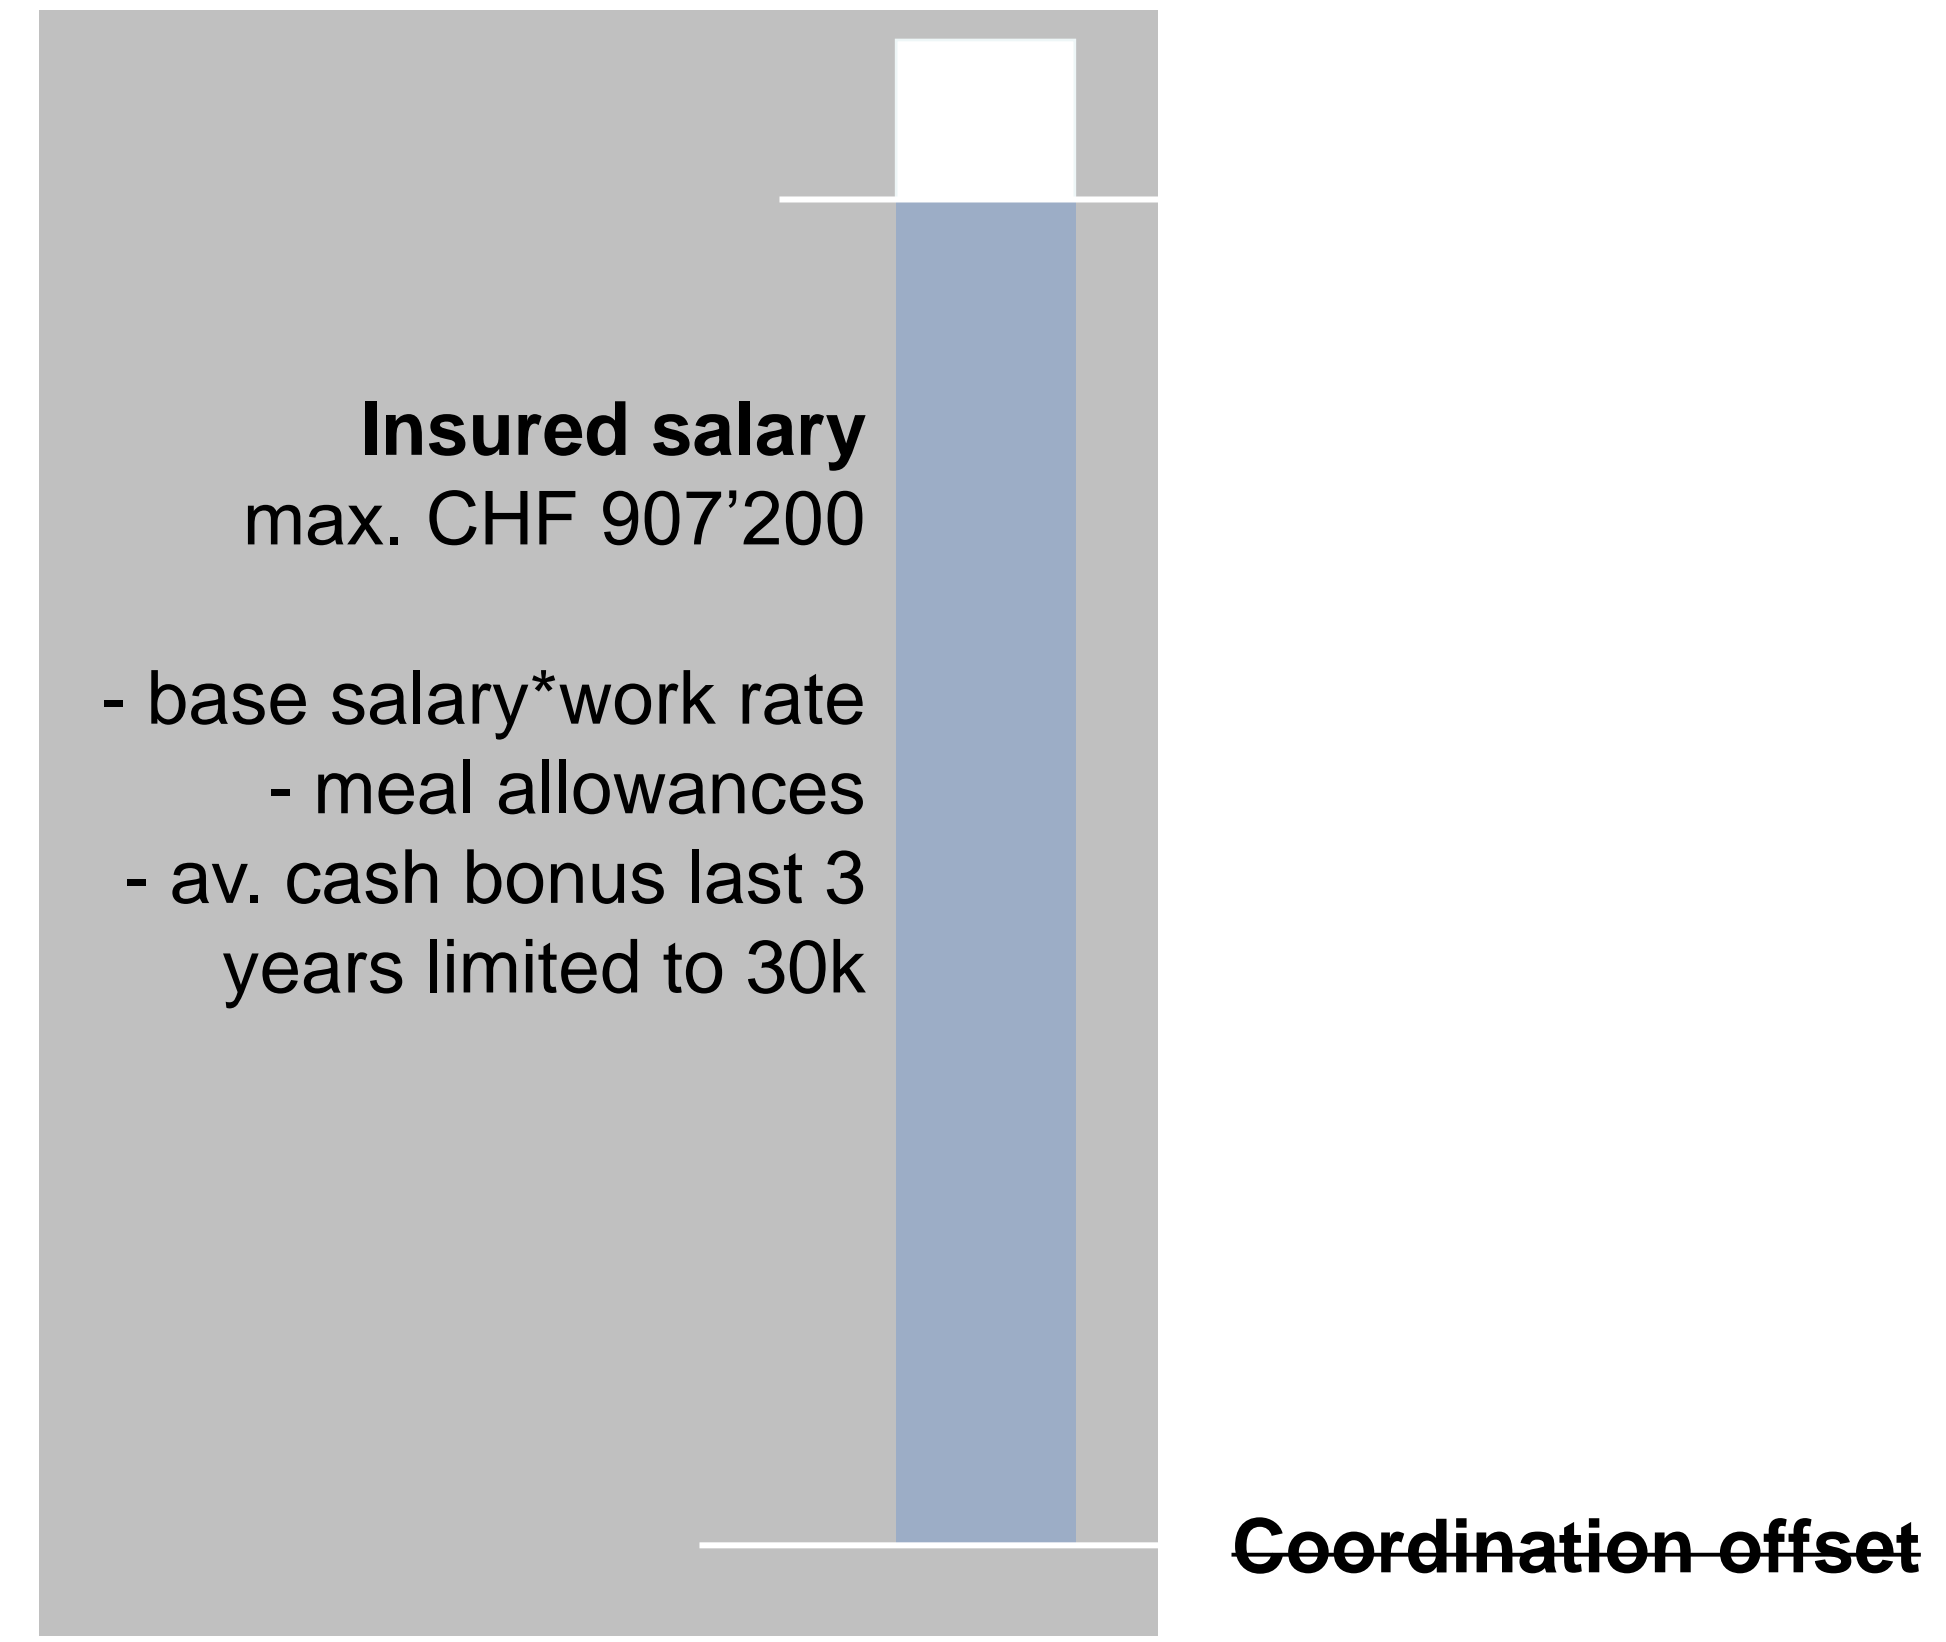 Insured salary
max. CHF 907’200
- base salary*work rate
- meal allowances
- av. cash bonus last 3
years limited to 30k
Coordination offset